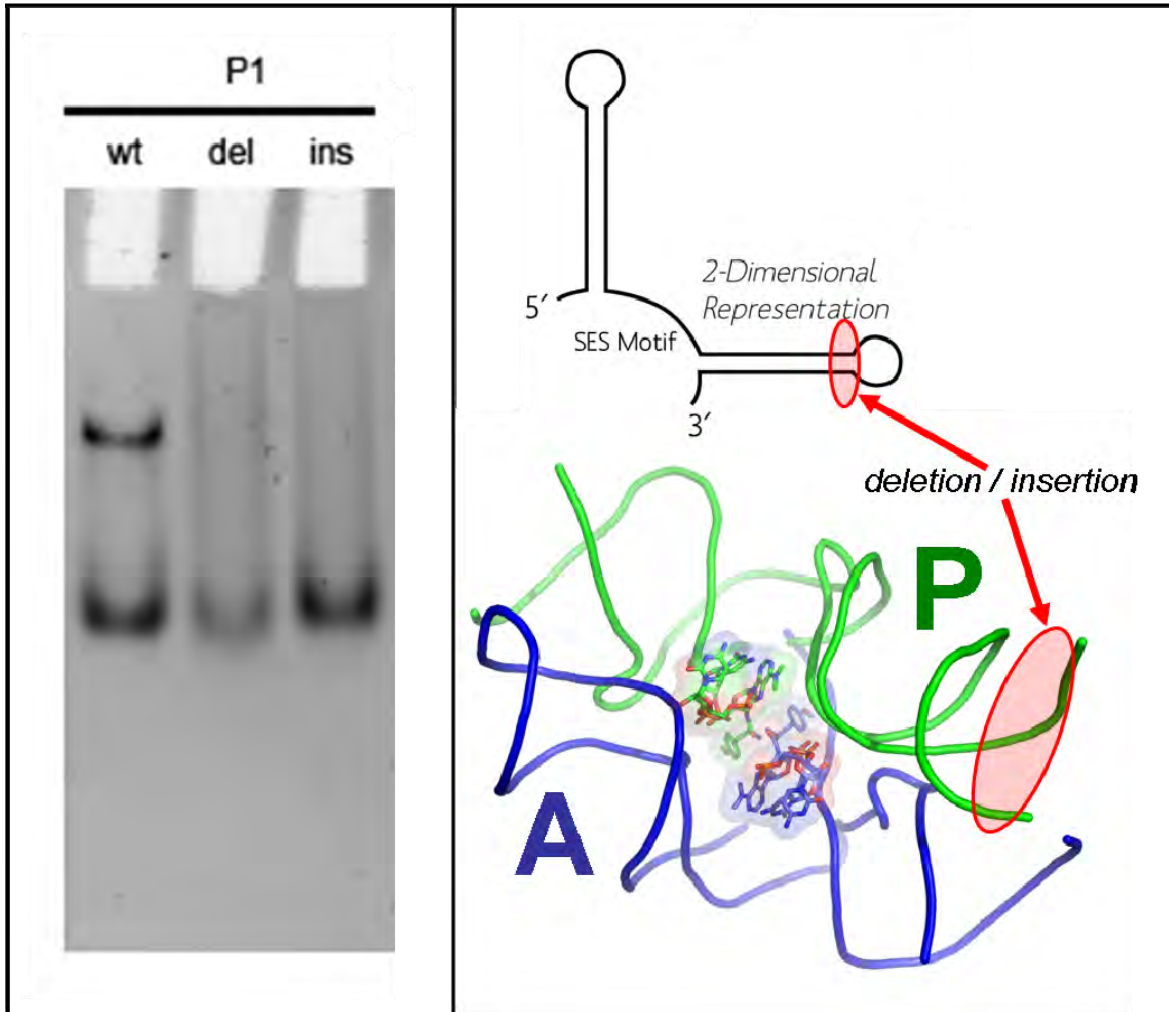 P1
wt del ins
2-Dimensional
Representation
5′
SES Motif
3′
deletion / insertion
P
A